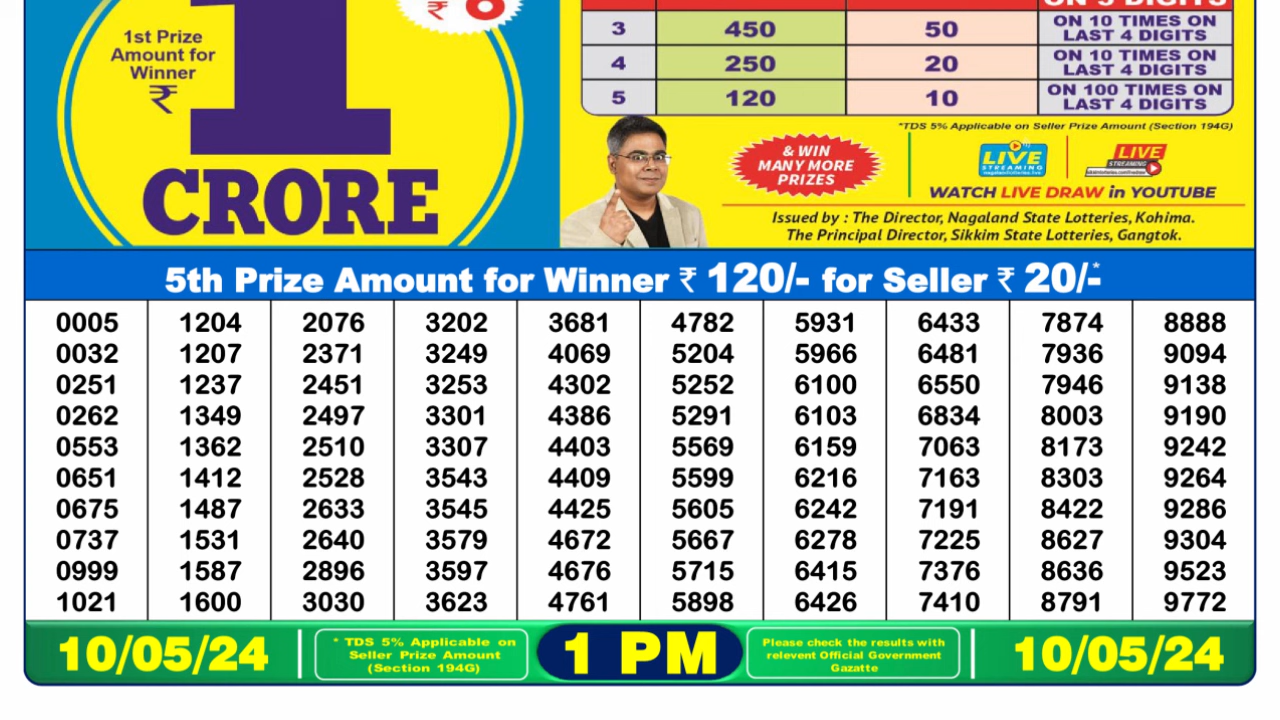 ₹ 6
1st Prize
Amount for
Winner
₹
1
CRORE
ON 5 DIGITS
3 450 50 ON 10 TIMES ON LAST 4 DIGITS
4 250 20 ON 10 TIMES ON LAST 4 DIGITS
5 120 10 ON 100 TIMES ON LAST 4 DIGITS
*TDS 5% Applicable on Seller Prize Amount (Section 194G)
& WIN
MANY MORE
PRIZES
LIVE
STREAMING
LIVE
STREAMING
WATCH LIVE DRAW in YOUTUBE
Issued by : The Director, Nagaland State Lotteries, Kohima.
The Principal Director, Sikkim State Lotteries, Gangtok.
5th Prize Amount for Winner ₹ 120/- for Seller ₹ 20/-*
0005 1204 2076 3202 3681 4782 5931 6433 7874 8888
0032 1207 2371 3249 4069 5204 5966 6481 7936 9094
0251 1237 2451 3253 4302 5252 6100 6550 7946 9138
0262 1349 2497 3301 4386 5291 6103 6834 8003 9190
0553 1362 2510 3307 4403 5569 6159 7063 8173 9242
0651 1412 2528 3543 4409 5599 6216 7163 8303 9264
0675 1487 2633 3545 4425 5605 6242 7191 8422 9286
0737 1531 2640 3579 4672 5667 6278 7225 8627 9304
0999 1587 2896 3597 4676 5715 6415 7376 8636 9523
1021 1600 3030 3623 4761 5898 6426 7410 8791 9772
10/05/24
* TDS 5% Applicable on
Seller Prize Amount
(Section 194G)
1 PM
Please check the results with
relevent Official Government
Gazatte
10/05/24